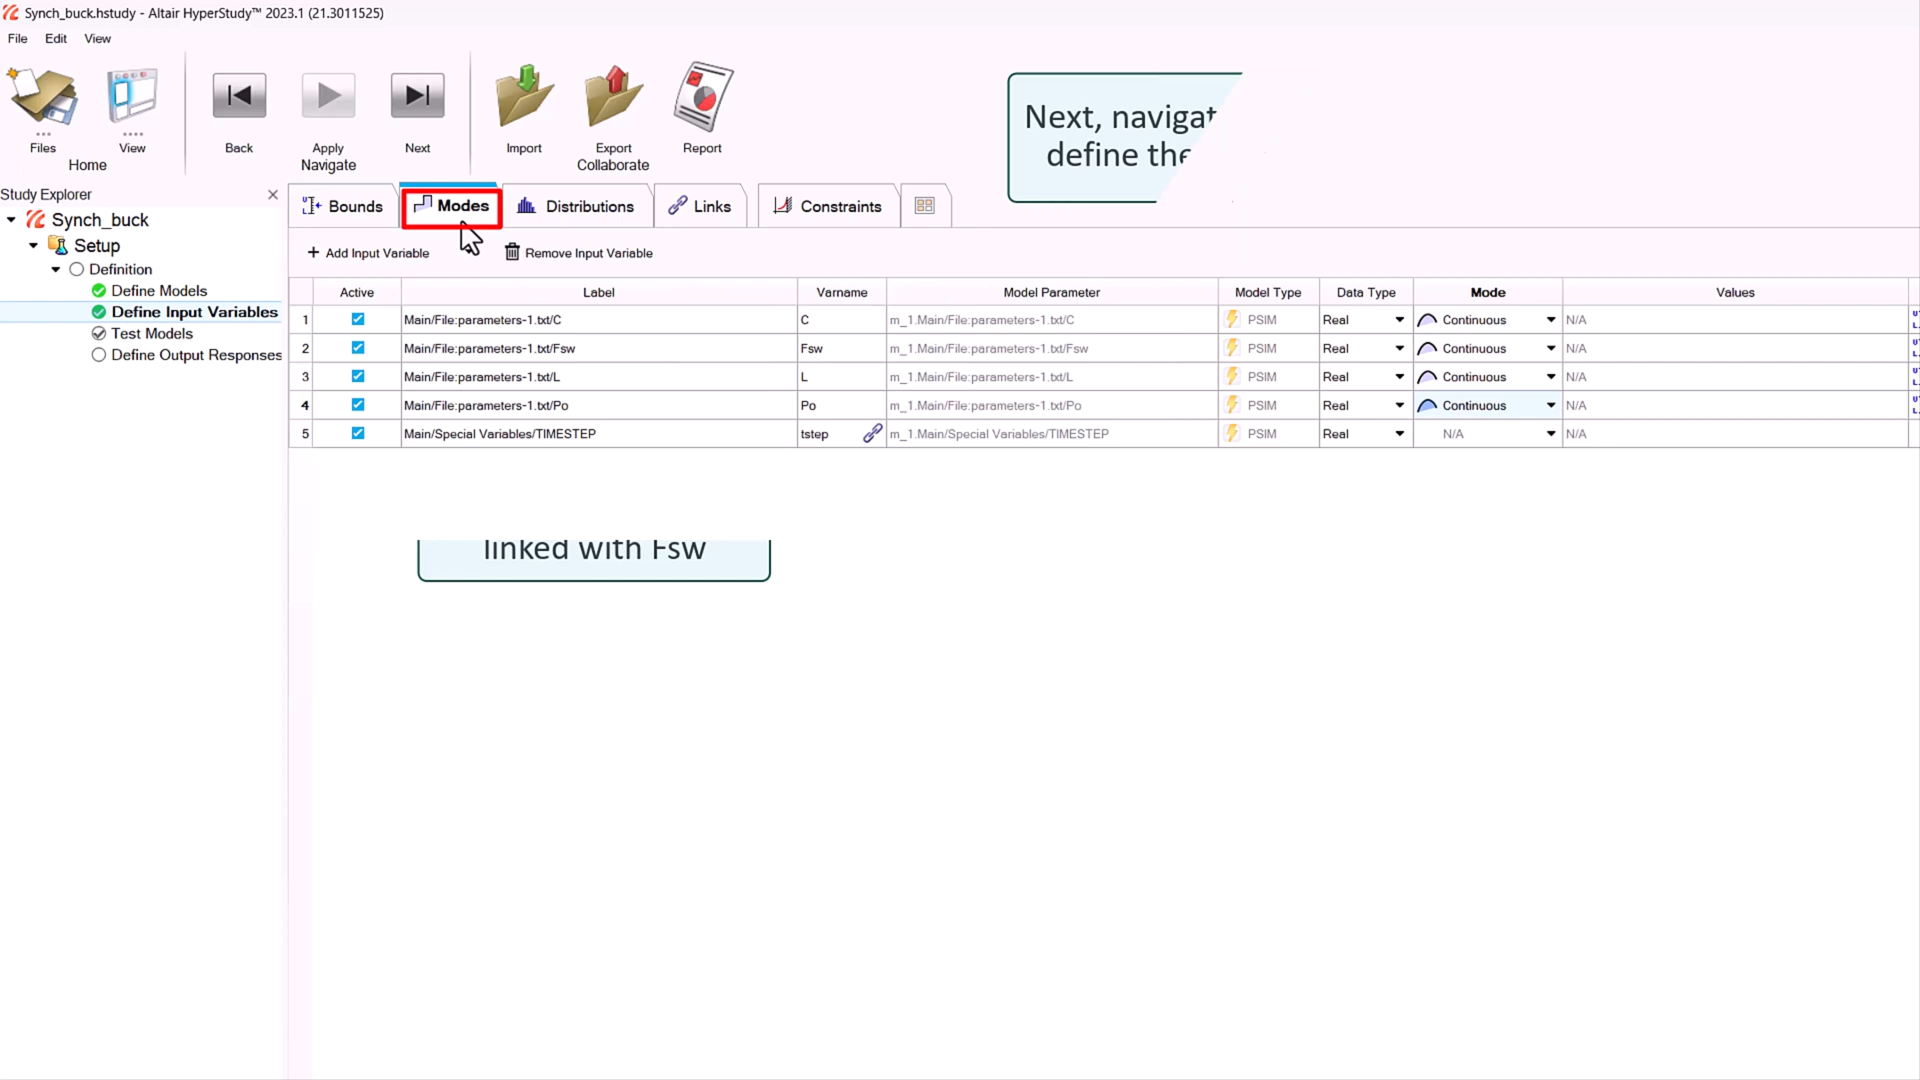 Synch_buck.hstudy - Altair HyperStudy™ 2023.1 (21.3011525)
File Edit View
Files View Back Apply Next Import Export Report
Home Navigate Collaborate
Next, navigat
define the
Study Explorer
Synch_buck
Setup
Definition
Define Models
Define Input Variables
Test Models
Define Output Responses
Bounds Modes Distributions Links Constraints
+ Add Input Variable Remove Input Variable
Active Label Varname Model Parameter Model Type Data Type Mode Values
1 Main/File:parameters-1.txt/C C m_1.Main/File:parameters-1.txt/C PSIM Real Continuous N/A
2 Main/File:parameters-1.txt/Fsw Fsw m_1.Main/File:parameters-1.txt/Fsw PSIM Real Continuous N/A
3 Main/File:parameters-1.txt/L L m_1.Main/File:parameters-1.txt/L PSIM Real Continuous N/A
4 Main/File:parameters-1.txt/Po Po m_1.Main/File:parameters-1.txt/Po PSIM Real Continuous N/A
5 Main/Special Variables/TIMESTEP tstep m_1.Main/Special Variables/TIMESTEP PSIM Real N/A N/A
linked with Fsw